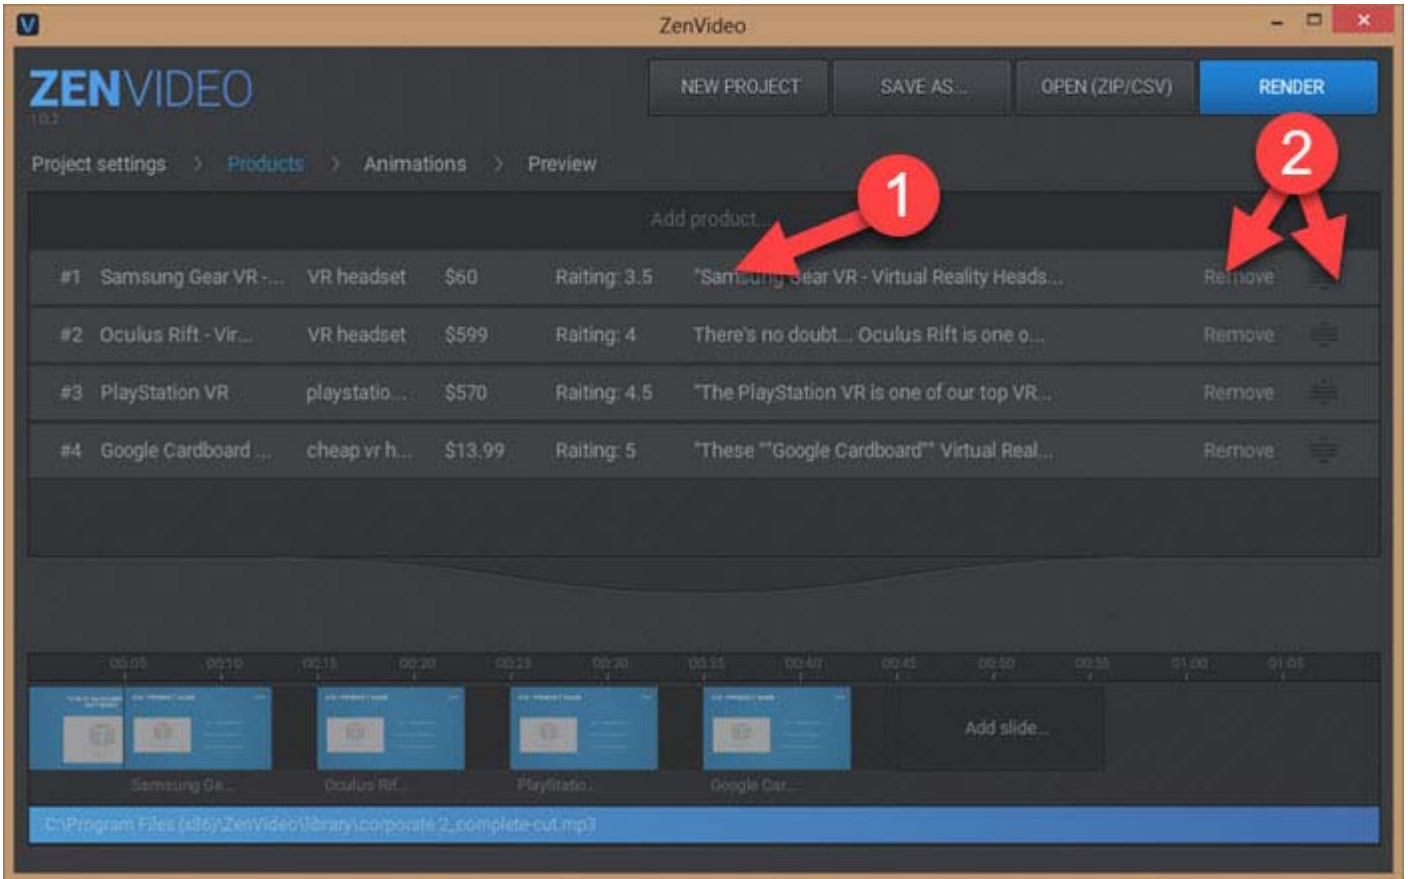 ZenVideo
ZENVIDEO
1.0.2
NEW PROJECT
SAVE AS...
OPEN (ZIP/CSV)
RENDER
Project settings > Products > Animations > Preview
1
2
Add product...
#1 Samsung Gear VR -... VR headset $60 Raiting: 3.5 "Samsung Gear VR - Virtual Reality Heads... Remove
#2 Oculus Rift - Vir... VR headset $599 Raiting: 4 There's no doubt... Oculus Rift is one o... Remove
#3 PlayStation VR playstatio... $570 Raiting: 4.5 "The PlayStation VR is one of our top VR... Remove
#4 Google Cardboard ... cheap vr h... $13.99 Raiting: 5 "These ""Google Cardboard"" Virtual Real... Remove
00:05 00:10 00:15 00:20 00:25 00:30 00:35 00:40 00:45 00:50 00:55 01:00 01:05
Add slide...
Samsung Ge... Oculus Rif... PlayStatio... Google Car...
C:\Program Files (x86)\ZenVideo\library\corporate 2_complete-cut.mp3